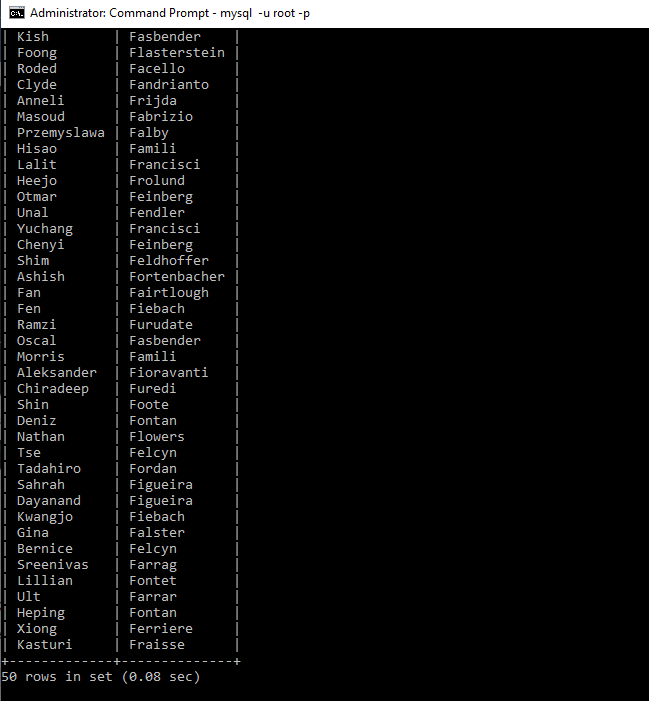 Administrator: Command Prompt - mysql  -u root -p
| Kish        | Fasbender    |
| Foong       | Flasterstein |
| Roded       | Facello      |
| Clyde       | Fandrianto   |
| Anneli      | Frijda       |
| Masoud      | Fabrizio     |
| Przemyslawa | Falby        |
| Hisao       | Famili       |
| Lalit       | Francisci    |
| Heejo       | Frolund      |
| Otmar       | Feinberg     |
| Unal        | Fendler      |
| Yuchang     | Francisci    |
| Chenyi      | Feinberg     |
| Shim        | Feldhoffer   |
| Ashish      | Fortenbacher |
| Fan         | Fairtlough   |
| Fen         | Fiebach      |
| Ramzi       | Furudate     |
| Oscal       | Fasbender    |
| Morris      | Famili       |
| Aleksander  | Fioravanti   |
| Chiradeep   | Furedi       |
| Shin        | Foote        |
| Deniz       | Fontan       |
| Nathan      | Flowers      |
| Tse         | Felcyn       |
| Tadahiro    | Fordan       |
| Sahrah      | Figueira     |
| Dayanand    | Figueira     |
| Kwangjo     | Fiebach      |
| Gina        | Falster      |
| Bernice     | Felcyn       |
| Sreenivas   | Farrag       |
| Lillian     | Fontet       |
| Ult         | Farrar       |
| Heping      | Fontan       |
| Xiong       | Ferriere     |
| Kasturi     | Fraisse      |
+-------------+--------------+
50 rows in set (0.08 sec)